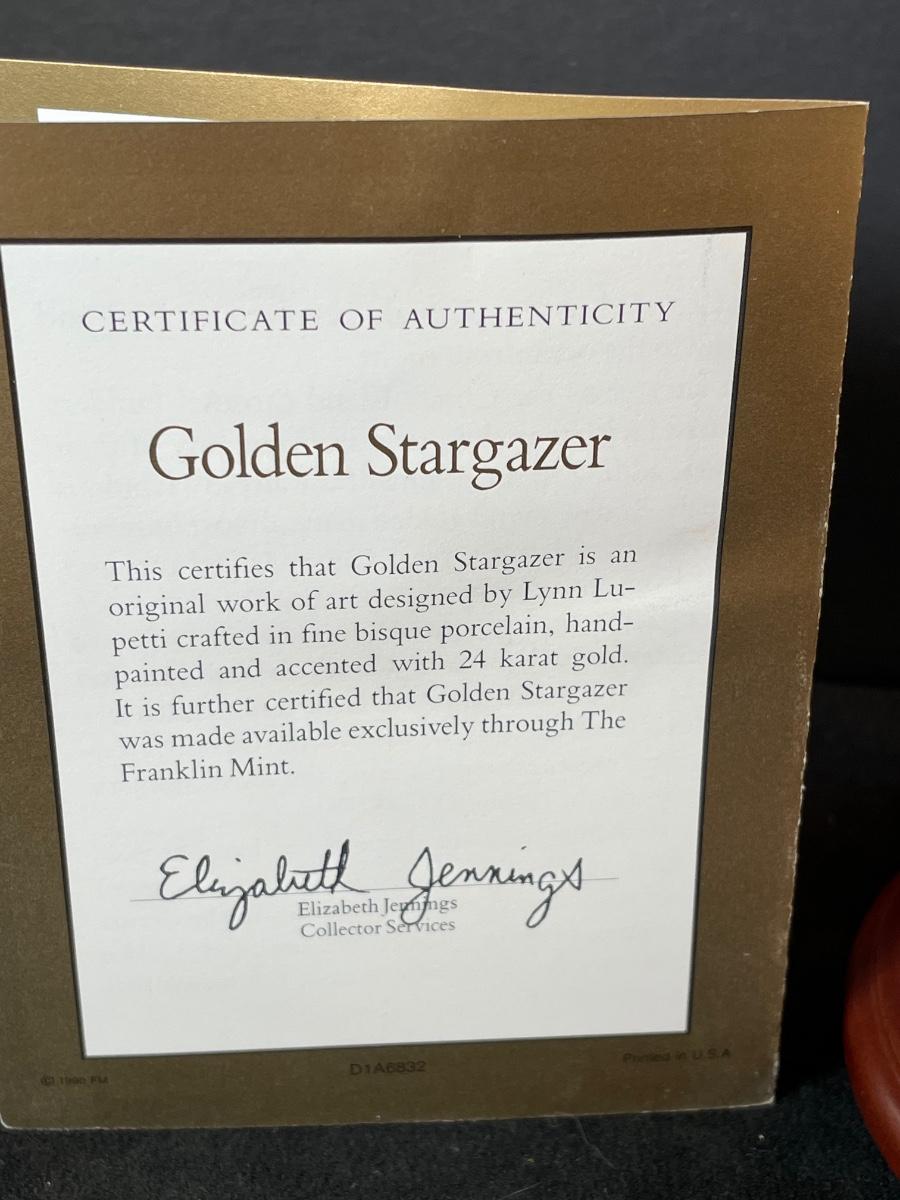 CERTIFICATE OF AUTHENTICITY
Golden Stargazer
This certifies that Golden Stargazer is an
original work of art designed by Lynn Lu-
petti crafted in fine bisque porcelain, hand-
painted and accented with 24 karat gold.
It is further certified that Golden Stargazer
was made available exclusively through The
Franklin Mint.
Elizabeth Jennings
Elizabeth Jennings
Collector Services
© FM
D1A6832
Printed in U.S.A